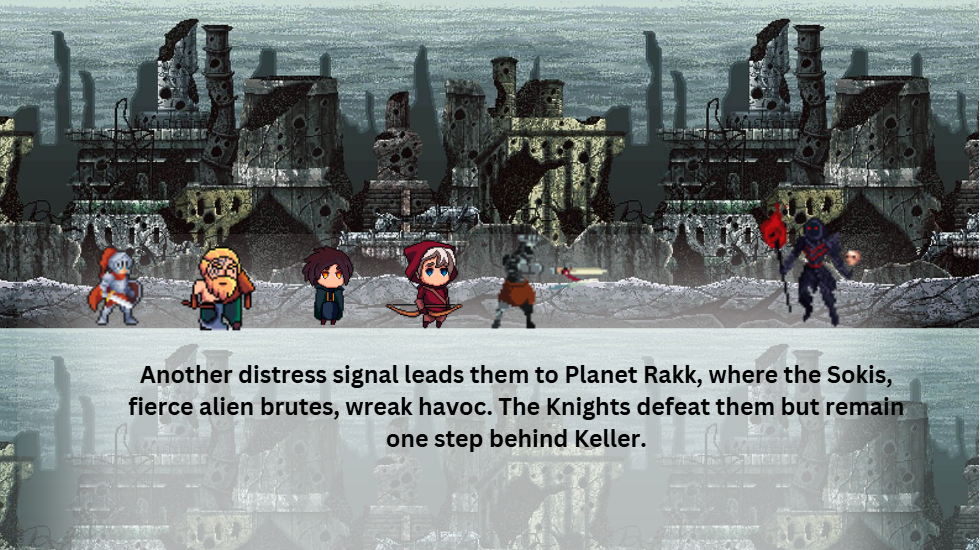 Another distress signal leads them to Planet Rakk, where the Sokis,
fierce alien brutes, wreak havoc. The Knights defeat them but remain
one step behind Keller.